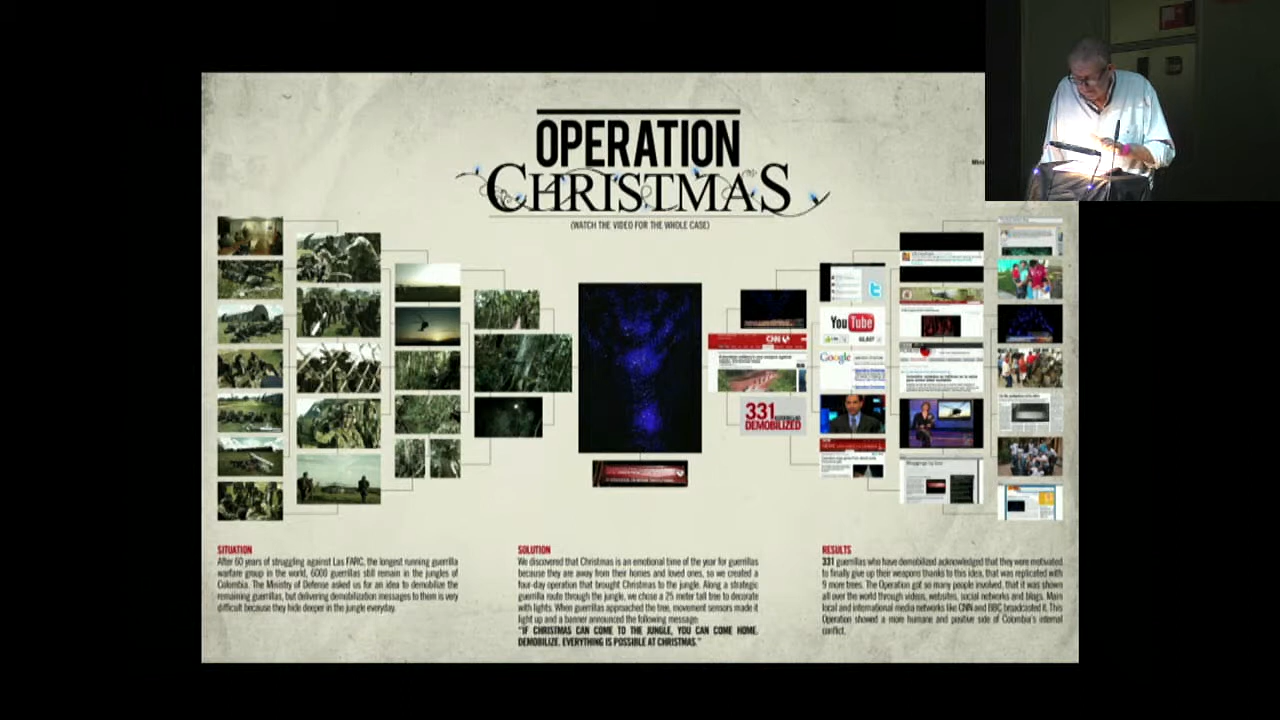 OPERATION
CHRISTMAS
(WATCH THE VIDEO FOR THE WHOLE CASE)
Mini
YouTube
CNN
Google
331
DEMOBILIZED
SITUATION
After 60 years of struggling against Las FARC, the longest running guerrilla
warfare group in the world, 6000 guerrillas still remain in the jungles of
Colombia. The Ministry of Defense asked us for an idea to demobilize the
remaining guerrillas, but delivering demobilization messages to them is very
difficult because they hide deeper in the jungle everyday.
SOLUTION
We discovered that Christmas is an emotional time of the year for guerrillas
because they are away from their homes and loved ones, so we created a
four-day operation that brought Christmas to the jungle. Along a strategic
guerrilla route through the jungle, we chose a 25 meter tall tree to decorate
with lights. When guerrillas approached the tree, movement sensors made it
light up and a banner announced the following message:
"IF CHRISTMAS CAN COME TO THE JUNGLE, YOU CAN COME HOME.
DEMOBILIZE. EVERYTHING IS POSSIBLE AT CHRISTMAS."
RESULTS
331 guerrillas who have demobilized acknowledged that they were motivated
to finally give up their weapons thanks to this idea, that was replicated with
9 more trees. The Operation got so many people involved, that it was shown
all over the world through videos, websites, social networks and blogs. Main
local and international media networks like CNN and BBC broadcasted it. This
Operation showed a more humane and positive side of Colombia's internal
conflict.